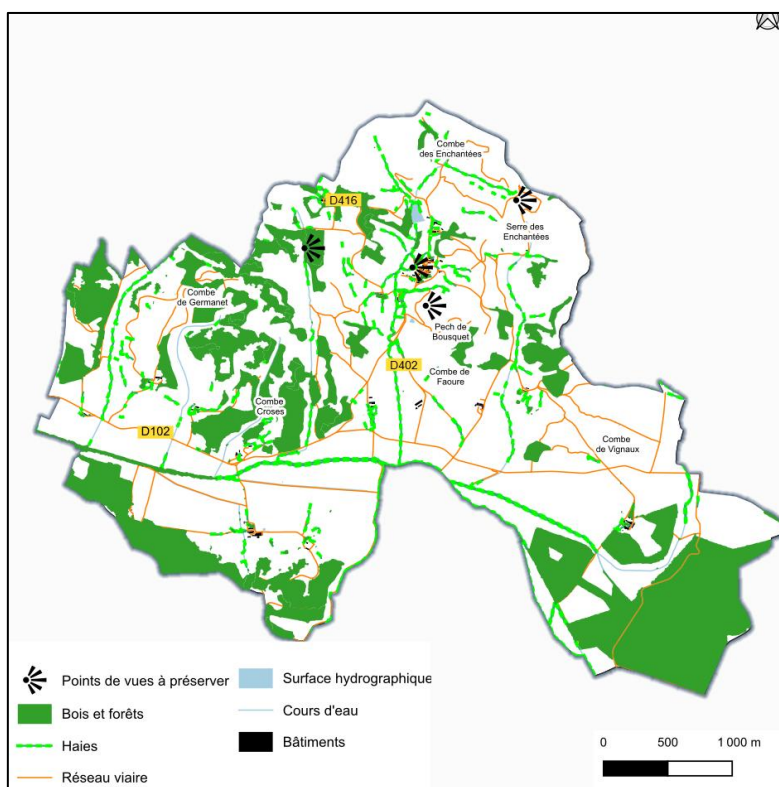 Combe
des Enchantées
D416
Serre des
Enchantées
Combe
de Germanet
Pech de
Bousquet
D402
Combe de
Faoure
Combe
Croses
D102
Combe
de Vignaux
Points de vues à préserver
Surface hydrographique
Bois et forêts
Cours d'eau
Haies
Bâtiments
Réseau viaire
0 500 1 000 m